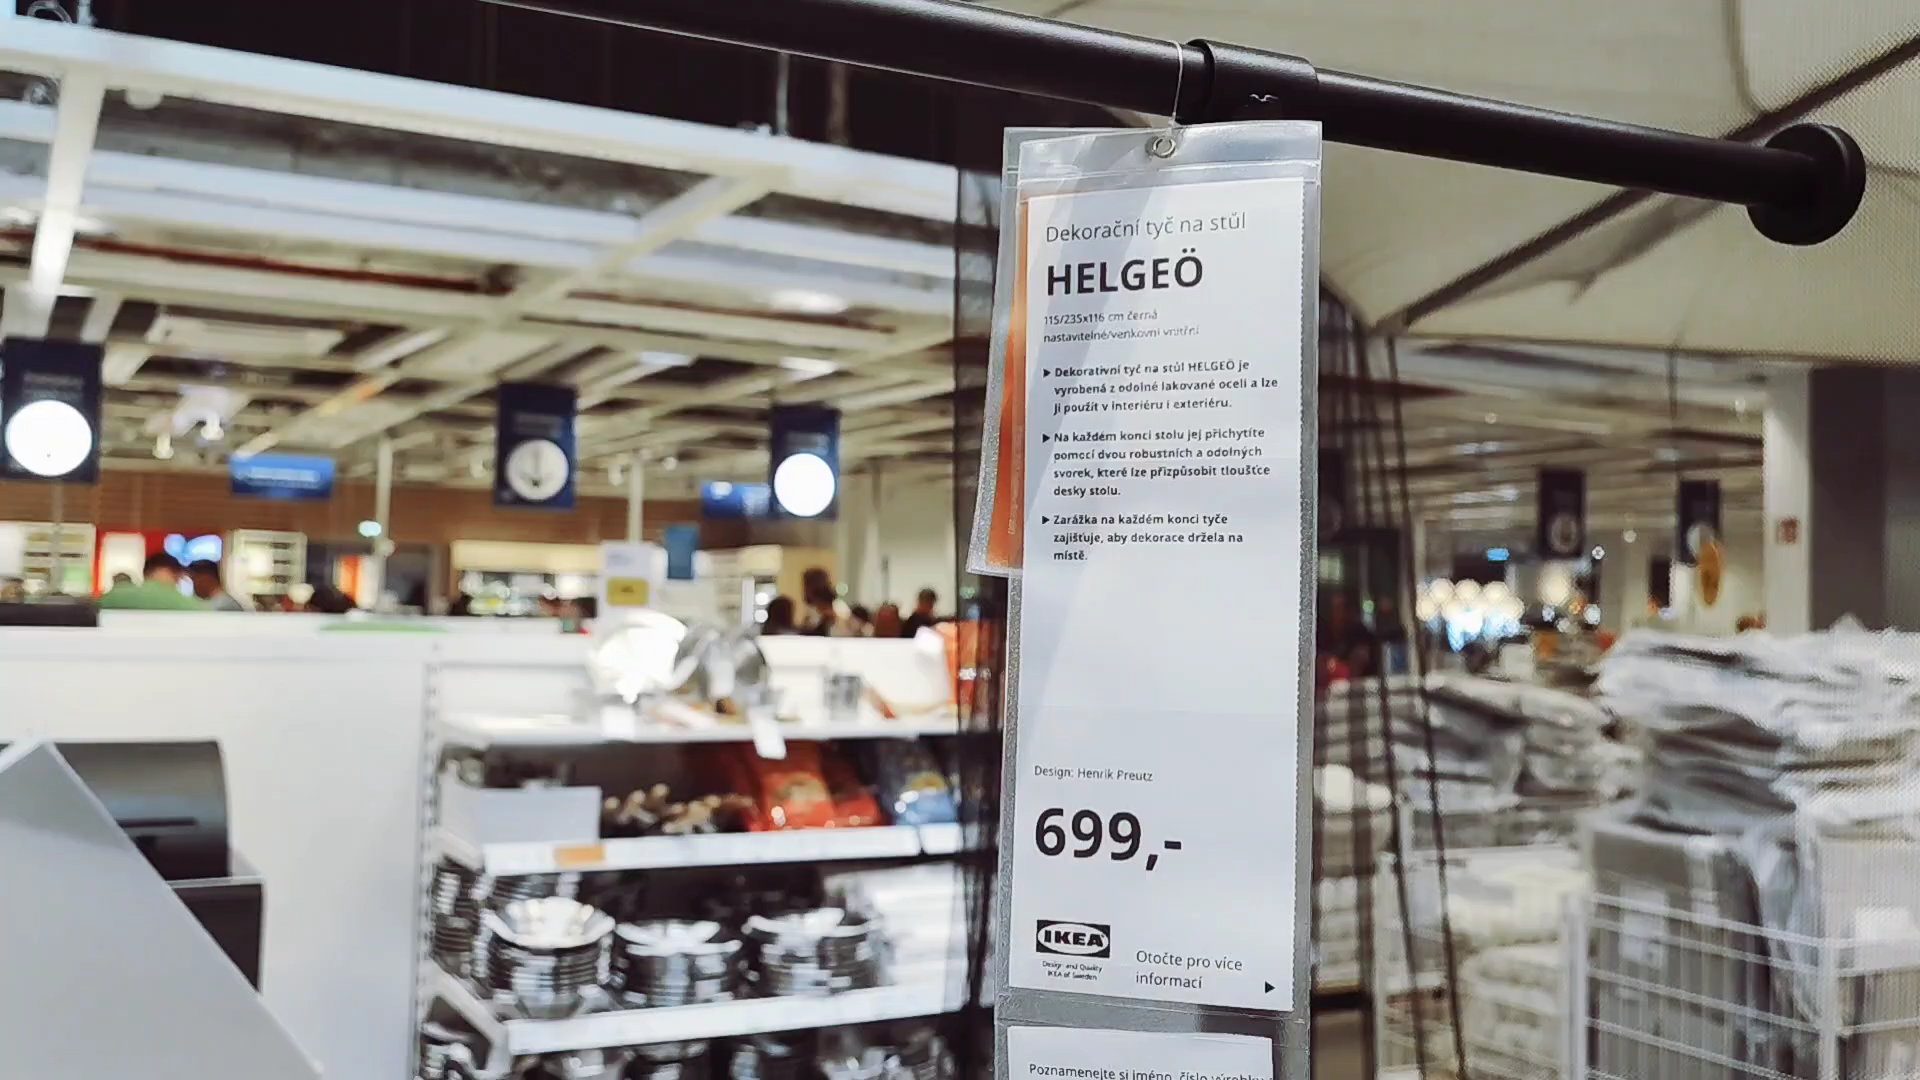 Dekorační tyč na stůl
HELGEÖ
115/235x116 cm černá
nastavitelné/venkovní vnitřní
▶ Dekorativní tyč na stůl HELGEÖ je
vyrobená z odolné lakované oceli a lze
ji použít v interiéru i exteriéru.
▶ Na každém konci stolu jej přichytíte
pomocí dvou robustních a odolných
svorek, které lze přizpůsobit tloušťce
desky stolu.
▶ Zarážka na každém konci tyče
zajišťuje, aby dekorace držela na
místě.
Design: Henrik Preutz
699,-
IKEA
Design and Quality
IKEA of Sweden
Otočte pro více
informací ▶
Poznamenejte si jméno, číslo výrobku